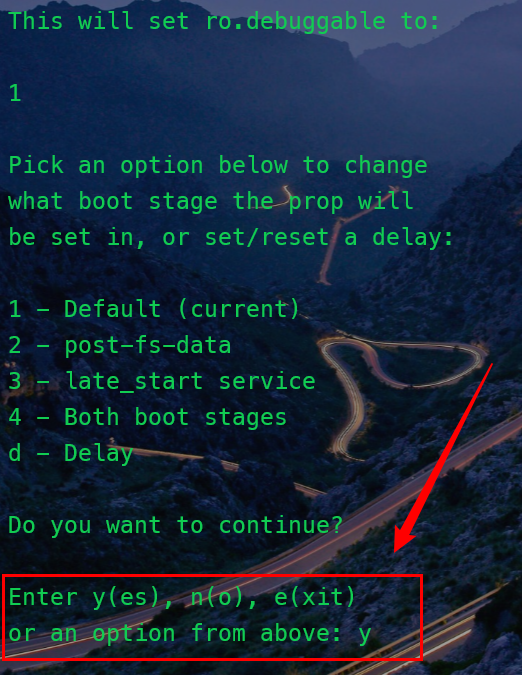 This will set ro.debuggable to:
1
Pick an option below to change
what boot stage the prop will
be set in, or set/reset a delay:
1 - Default (current)
2 - post-fs-data
3 - late_start service
4 - Both boot stages
d - Delay
Do you want to continue?
Enter y(es), n(o), e(xit)
or an option from above: y